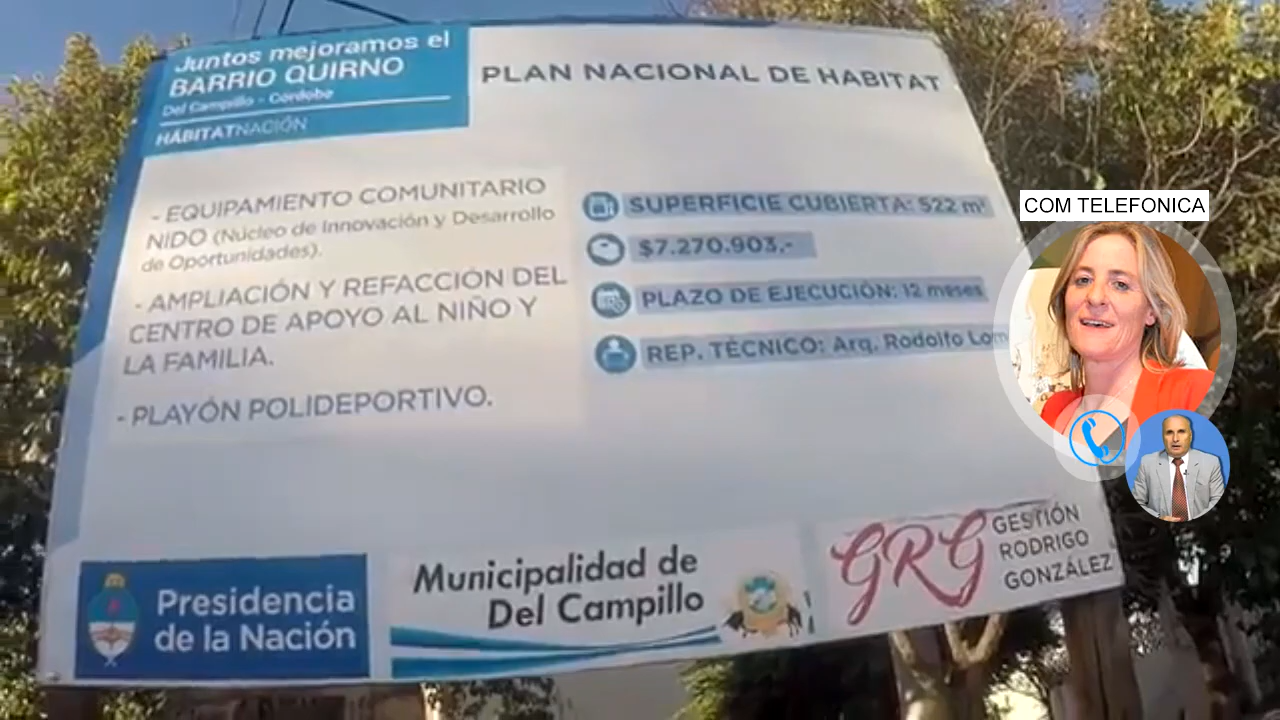 Juntos mejoramos el
BARRIO QUIRNO
Del Campillo - Córdoba
HÁBITATNACIÓN
PLAN NACIONAL DE HABITAT
- EQUIPAMIENTO COMUNITARIO
NIDO (Núcleo de Innovación y Desarrollo
de Oportunidades).
- AMPLIACIÓN Y REFACCIÓN DEL
CENTRO DE APOYO AL NIÑO Y
LA FAMILIA.
- PLAYÓN POLIDEPORTIVO.
SUPERFICIE CUBIERTA: 522 m²
$7.270.903.-
PLAZO DE EJECUCIÓN: 12 meses
REP. TÉCNICO: Arq. Rodolfo
COM TELEFONICA
Presidencia
de la Nación
Municipalidad de
Del Campillo
GRG
GESTIÓN
RODRIGO
GONZÁLEZ